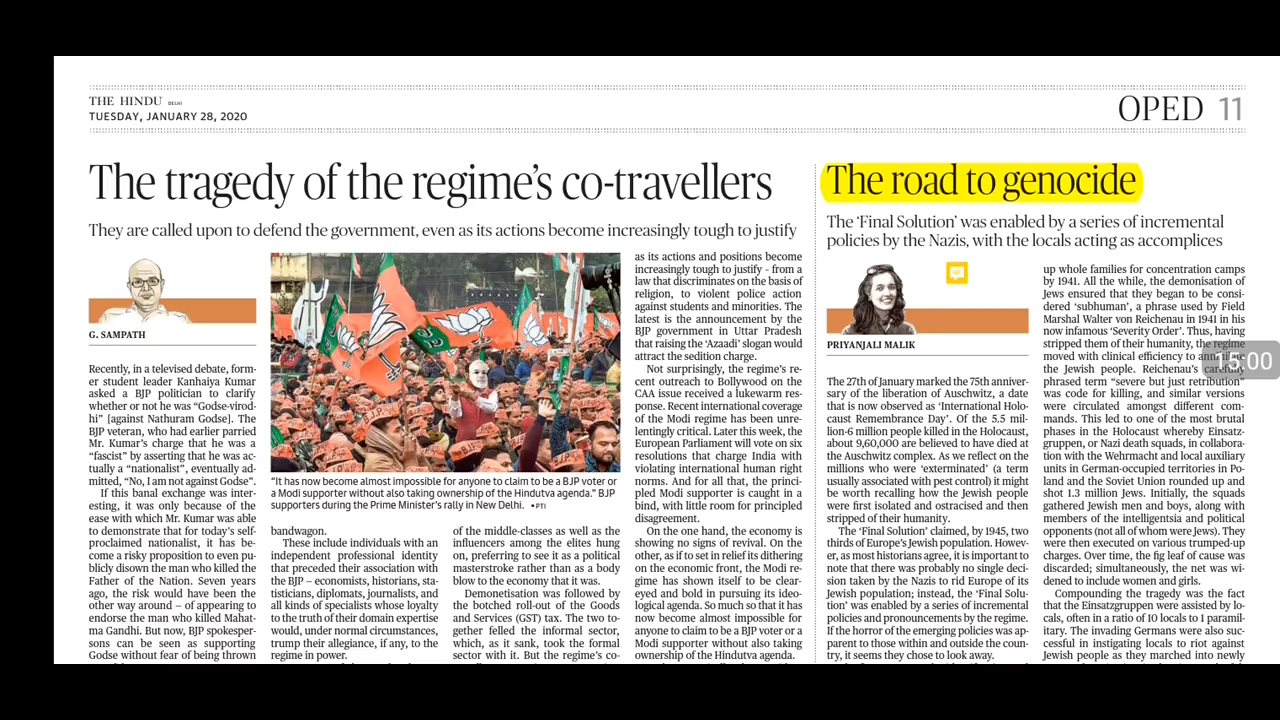 THE HINDU DELHI
TUESDAY, JANUARY 28, 2020
OPED 11
The tragedy of the regime's co-travellers
They are called upon to defend the government, even as its actions become increasingly tough to justify
G. SAMPATH
Recently, in a televised debate, form-
er student leader Kanhaiya Kumar
asked a BJP politician to clarify
whether or not he was “Godse-virod-
hi” [against Nathuram Godse]. The
BJP veteran, who had earlier parried
Mr. Kumar's charge that he was a
“fascist” by asserting that he was ac-
tually a “nationalist”, eventually ad-
mitted, “No, I am not against Godse”.
If this banal exchange was inter-
esting, it was only because of the
ease with which Mr. Kumar was able
to demonstrate that for today's self-
proclaimed nationalist, it has be-
come a risky proposition to even pu-
blicly disown the man who killed the
Father of the Nation. Seven years
ago, the risk would have been the
other way around – of appearing to
endorse the man who killed Mahat-
ma Gandhi. But now, BJP spokesper-
sons can be seen as supporting
Godse without fear of being thrown
“It has now become almost impossible for anyone to claim to be a BJP voter or
a Modi supporter without also taking ownership of the Hindutva agenda.” BJP
supporters during the Prime Minister's rally in New Delhi. •PTI
bandwagon.
These include individuals with an
independent professional identity
that preceded their association with
the BJP – economists, historians, sta-
tisticians, diplomats, journalists, and
all kinds of specialists whose loyalty
to the truth of their domain expertise
would, under normal circumstances,
trump their allegiance, if any, to the
regime in power.
of the middle-classes as well as the
influencers among the elites hung
on, preferring to see it as a political
masterstroke rather than as a body
blow to the economy that it was.
Demonetisation was followed by
the botched roll-out of the Goods
and Services (GST) tax. The two to-
gether felled the informal sector,
which, as it sank, took the formal
sector with it. But the regime's co-
as its actions and positions become
increasingly tough to justify - from a
law that discriminates on the basis of
religion, to violent police action
against students and minorities. The
latest is the announcement by the
BJP government in Uttar Pradesh
that raising the ‘Azaadi’ slogan would
attract the sedition charge.
Not surprisingly, the regime's re-
cent outreach to Bollywood on the
CAA issue received a lukewarm res-
ponse. Recent international coverage
of the Modi regime has been unre-
lentingly critical. Later this week, the
European Parliament will vote on six
resolutions that charge India with
violating international human right
norms. And for all that, the princi-
pled Modi supporter is caught in a
bind, with little room for principled
disagreement.
On the one hand, the economy is
showing no signs of revival. On the
other, as if to set in relief its dithering
on the economic front, the Modi re-
gime has shown itself to be clear-
eyed and bold in pursuing its ideo-
logical agenda. So much so that it has
now become almost impossible for
anyone to claim to be a BJP voter or a
Modi supporter without also taking
ownership of the Hindutva agenda.
The road to genocide
The ‘Final Solution’ was enabled by a series of incremental
policies by the Nazis, with the locals acting as accomplices
PRIYANJALI MALIK
The 27th of January marked the 75th anniver-
sary of the liberation of Auschwitz, a date
that is now observed as ‘International Holo-
caust Remembrance Day’. Of the 5.5 mil-
lion-6 million people killed in the Holocaust,
about 9,60,000 are believed to have died at
the Auschwitz complex. As we reflect on the
millions who were ‘exterminated’ (a term
usually associated with pest control) it might
be worth recalling how the Jewish people
were first isolated and ostracised and then
stripped of their humanity.
The ‘Final Solution’ claimed, by 1945, two
thirds of Europe's Jewish population. Howev-
er, as most historians agree, it is important to
note that there was probably no single deci-
sion taken by the Nazis to rid Europe of its
Jewish population; instead, the ‘Final Solu-
tion’ was enabled by a series of incremental
policies and pronouncements by the regime.
If the horror of the emerging policies was ap-
parent to those within and outside the coun-
try, it seems they chose to look away.
up whole families for concentration camps
by 1941. All the while, the demonisation of
Jews ensured that they began to be consi-
dered ‘subhuman’, a phrase used by Field
Marshal Walter von Reichenau in 1941 in his
now infamous ‘Severity Order’. Thus, having
stripped them of their humanity, the regime
moved with clinical efficiency to
the Jewish people. Reichenau's carefully
phrased term “severe but just retribution”
was code for killing, and similar versions
were circulated amongst different com-
mands. This led to one of the most brutal
phases in the Holocaust whereby Einsatz-
gruppen, or Nazi death squads, in collabora-
tion with the Wehrmacht and local auxiliary
units in German-occupied territories in Po-
land and the Soviet Union rounded up and
shot 1.3 million Jews. Initially, the squads
gathered Jewish men and boys, along with
members of the intelligentsia and political
opponents (not all of whom were Jews). They
were then executed on various trumped-up
charges. Over time, the fig leaf of cause was
discarded; simultaneously, the net was wi-
dened to include women and girls.
Compounding the tragedy was the fact
that the Einsatzgruppen were assisted by lo-
cals, often in a ratio of 10 locals to 1 paramil-
itary. The invading Germans were also suc-
cessful in instigating locals to riot against
Jewish people as they marched into newly
15:00